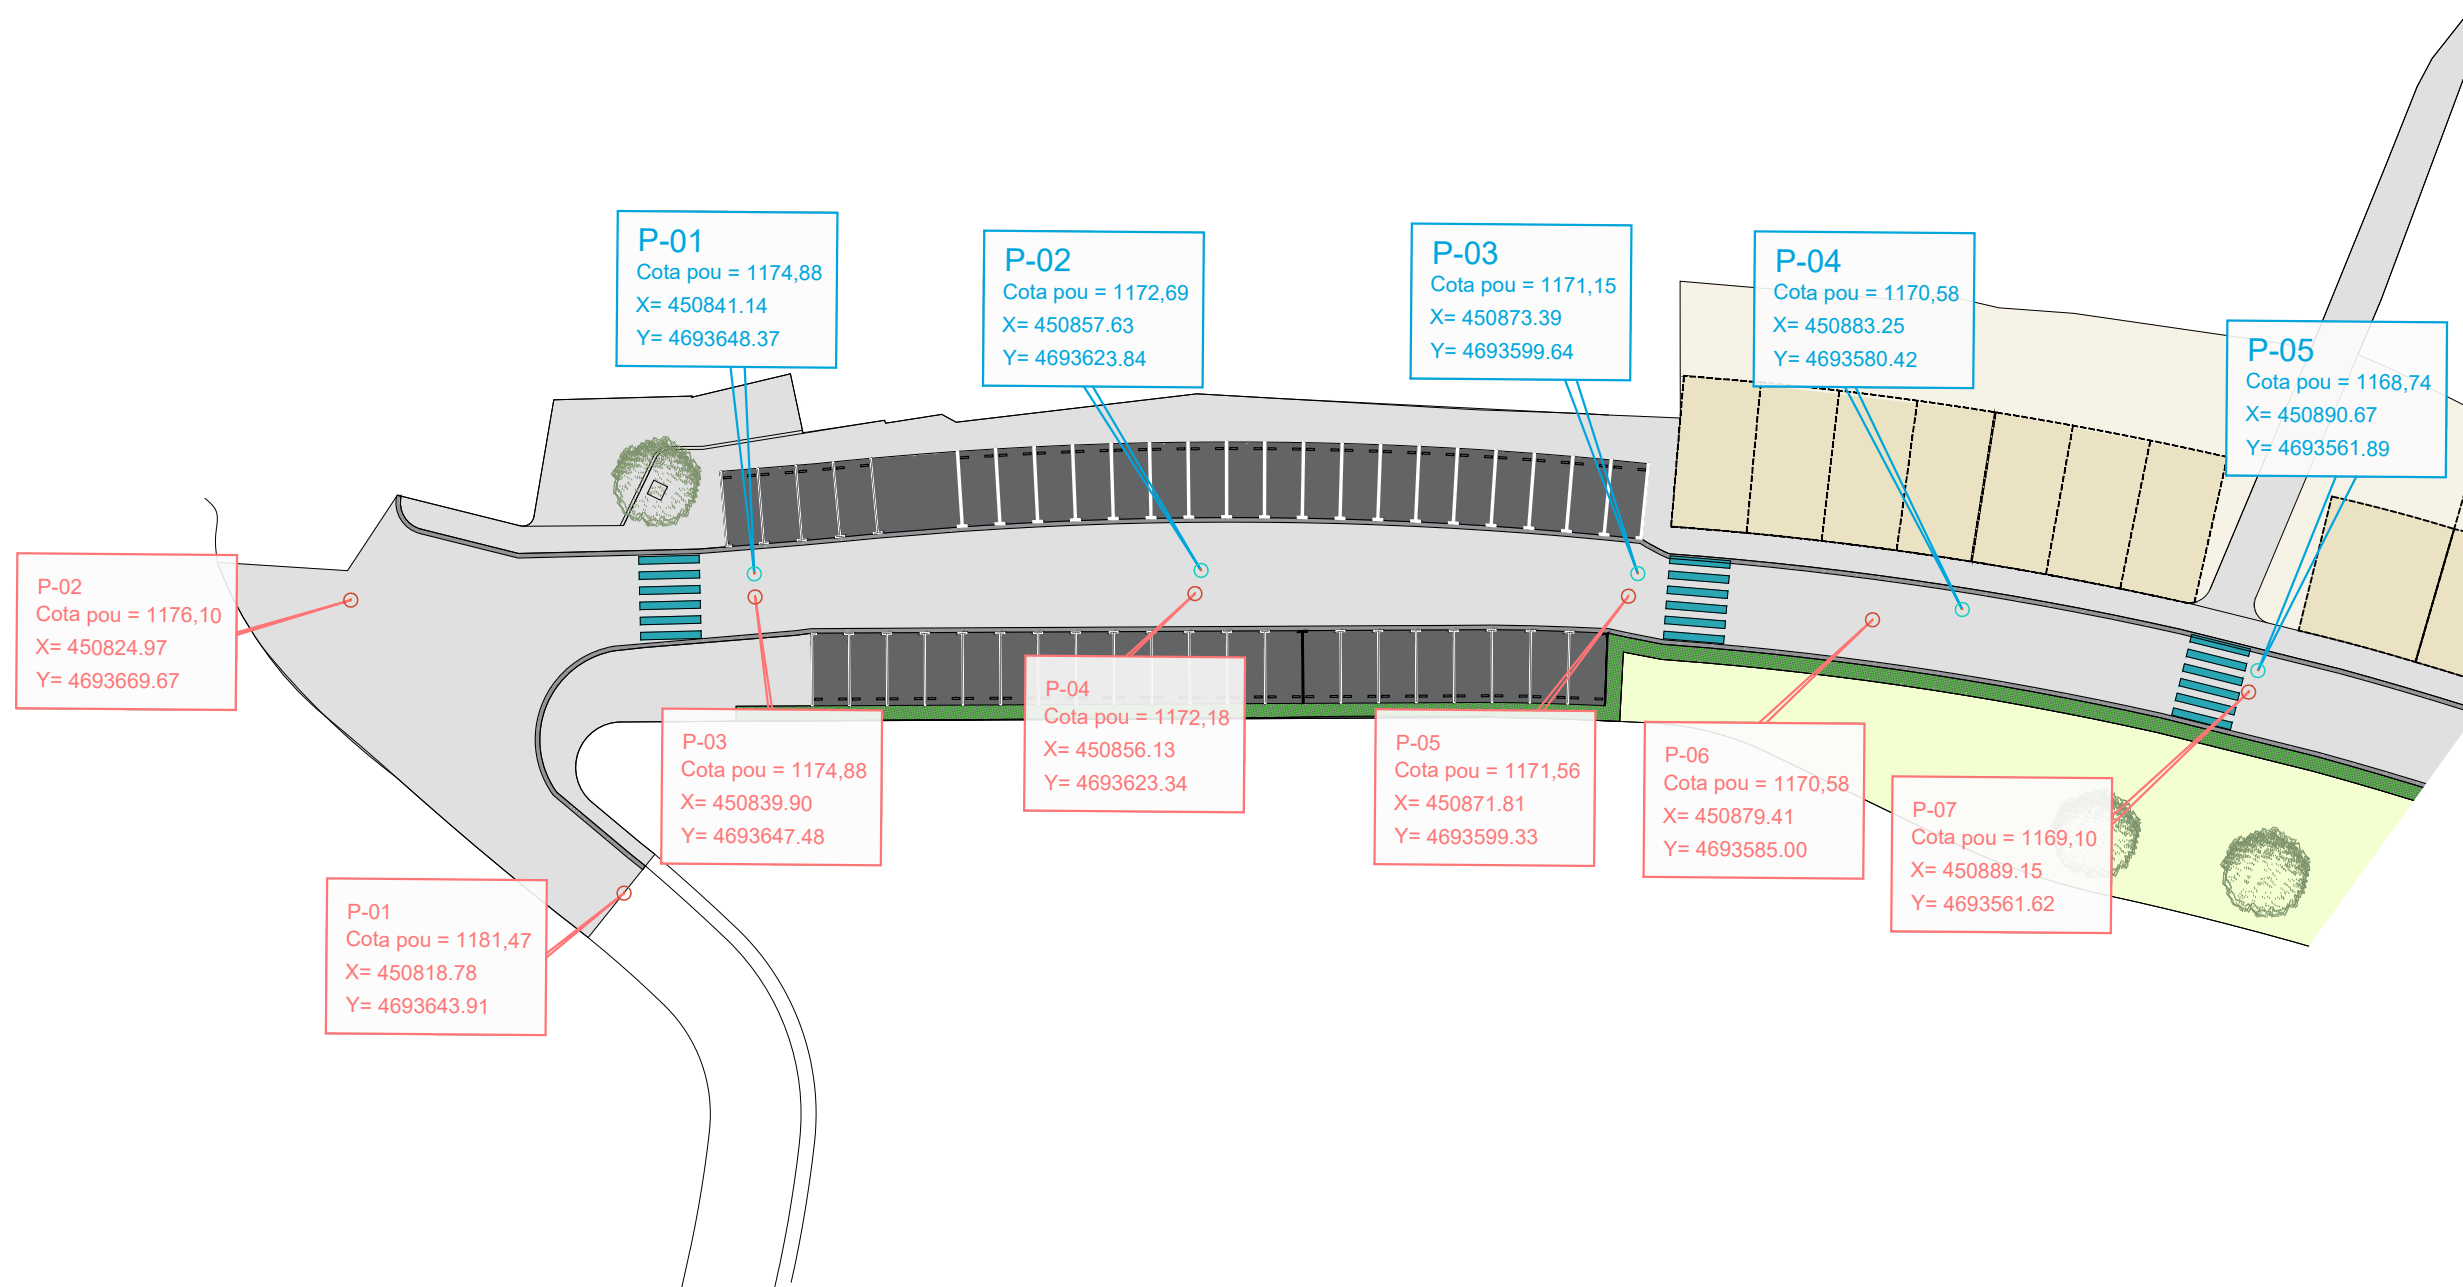 P-01
Cota pou = 1174,88
X= 450841.14
Y= 4693648.37
P-02
Cota pou = 1172,69
X= 450857.63
Y= 4693623.84
P-03
Cota pou = 1171,15
X= 450873.39
Y= 4693599.64
P-04
Cota pou = 1170,58
X= 450883.25
Y= 4693580.42
P-05
Cota pou = 1168,74
X= 450890.67
Y= 4693561.89
P-02
Cota pou = 1176,10
X= 450824.97
Y= 4693669.67
P-03
Cota pou = 1174,88
X= 450839.90
Y= 4693647.48
P-04
Cota pou = 1172,18
X= 450856.13
Y= 4693623.34
P-05
Cota pou = 1171,56
X= 450871.81
Y= 4693599.33
P-06
Cota pou = 1170,58
X= 450879.41
Y= 4693585.00
P-07
Cota pou = 1169,10
X= 450889.15
Y= 4693561.62
P-01
Cota pou = 1181,47
X= 450818.78
Y= 4693643.91